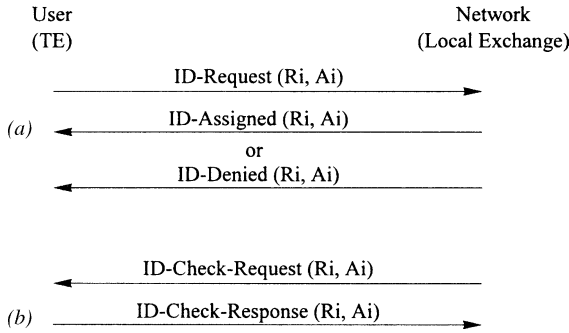 User
(TE)
Network
(Local Exchange)
ID-Request (Ri, Ai)
(a)
ID-Assigned (Ri, Ai)
or
ID-Denied (Ri, Ai)
ID-Check-Request (Ri, Ai)
(b)
ID-Check-Response (Ri, Ai)